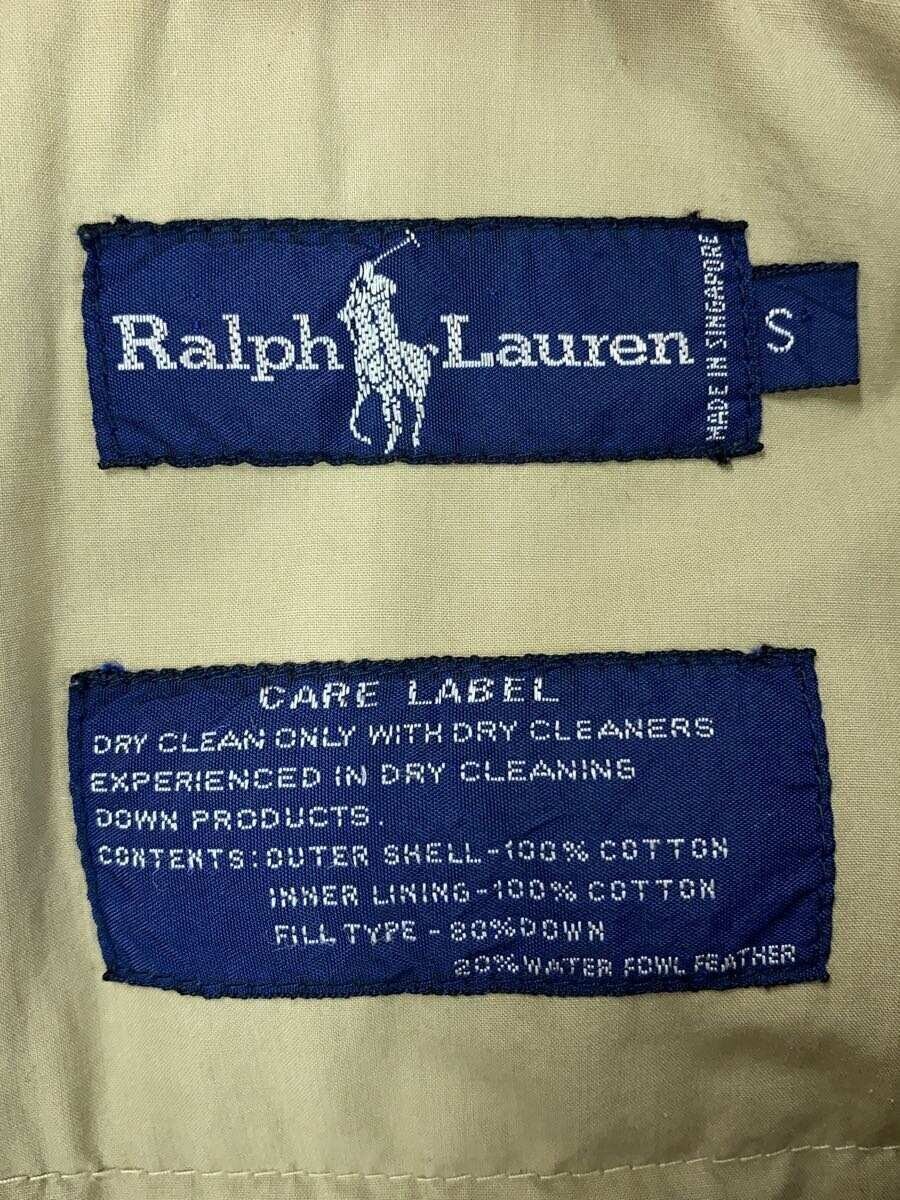 Ralph Lauren
MADE IN SINGAPORE
S
CARE LABEL
DRY CLEAN ONLY WITH DRY CLEANERS
EXPERIENCED IN DRY CLEANING
DOWN PRODUCTS.
CONTENTS: OUTER SHELL-100% COTTON
INNER LINING-100% COTTON
FILL TYPE - 80% DOWN
20% WATER FOWL FEATHER